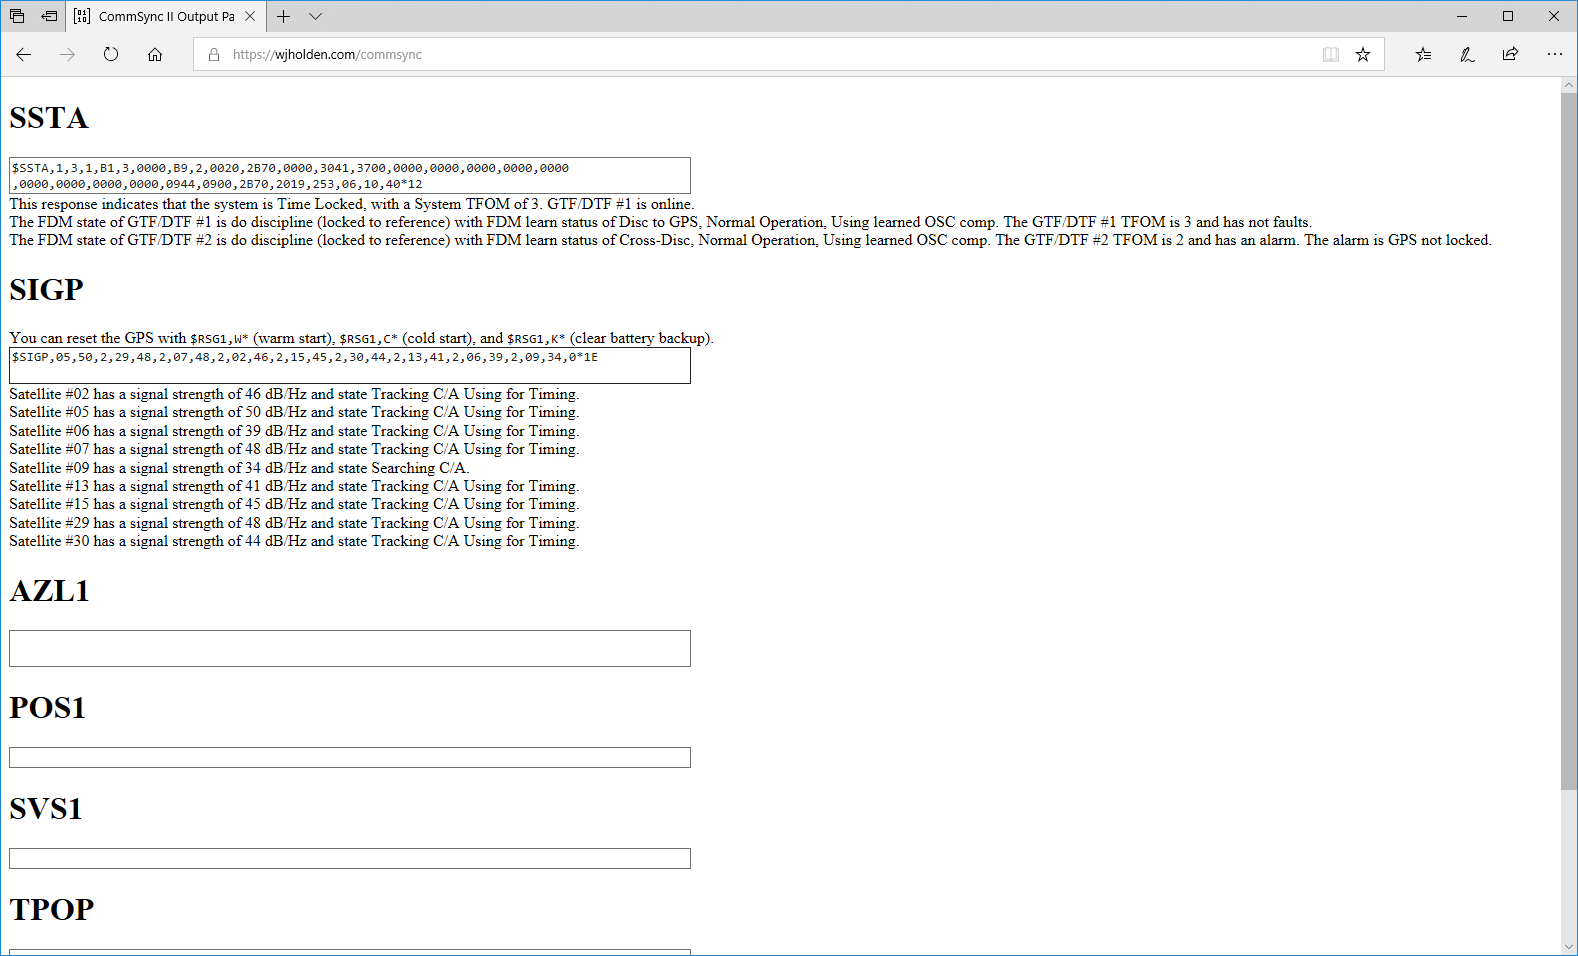 CommSync II Output Pa
https://wjholden.com/commsync
SSTA
$SSTA,1,3,1,B1,3,0000,B9,2,0020,2B70,0000,3041,3700,0000,0000,0000,0000,0000
,0000,0000,0000,0000,0944,0900,2B70,2019,253,06,10,40*12
This response indicates that the system is Time Locked, with a System TFOM of 3. GTF/DTF #1 is online.
The FDM state of GTF/DTF #1 is do discipline (locked to reference) with FDM learn status of Disc to GPS, Normal Operation, Using learned OSC comp. The GTF/DTF #1 TFOM is 3 and has not faults.
The FDM state of GTF/DTF #2 is do discipline (locked to reference) with FDM learn status of Cross-Disc, Normal Operation, Using learned OSC comp. The GTF/DTF #2 TFOM is 2 and has an alarm. The alarm is GPS not locked.
SIGP
You can reset the GPS with $RSG1,W* (warm start), $RSG1,C* (cold start), and $RSG1,K* (clear battery backup).
$SIGP,05,50,2,29,48,2,07,48,2,02,46,2,15,45,2,30,44,2,13,41,2,06,39,2,09,34,0*1E
Satellite #02 has a signal strength of 46 dB/Hz and state Tracking C/A Using for Timing.
Satellite #05 has a signal strength of 50 dB/Hz and state Tracking C/A Using for Timing.
Satellite #06 has a signal strength of 39 dB/Hz and state Tracking C/A Using for Timing.
Satellite #07 has a signal strength of 48 dB/Hz and state Tracking C/A Using for Timing.
Satellite #09 has a signal strength of 34 dB/Hz and state Searching C/A.
Satellite #13 has a signal strength of 41 dB/Hz and state Tracking C/A Using for Timing.
Satellite #15 has a signal strength of 45 dB/Hz and state Tracking C/A Using for Timing.
Satellite #29 has a signal strength of 48 dB/Hz and state Tracking C/A Using for Timing.
Satellite #30 has a signal strength of 44 dB/Hz and state Tracking C/A Using for Timing.
AZL1
POS1
SVS1
TPOP